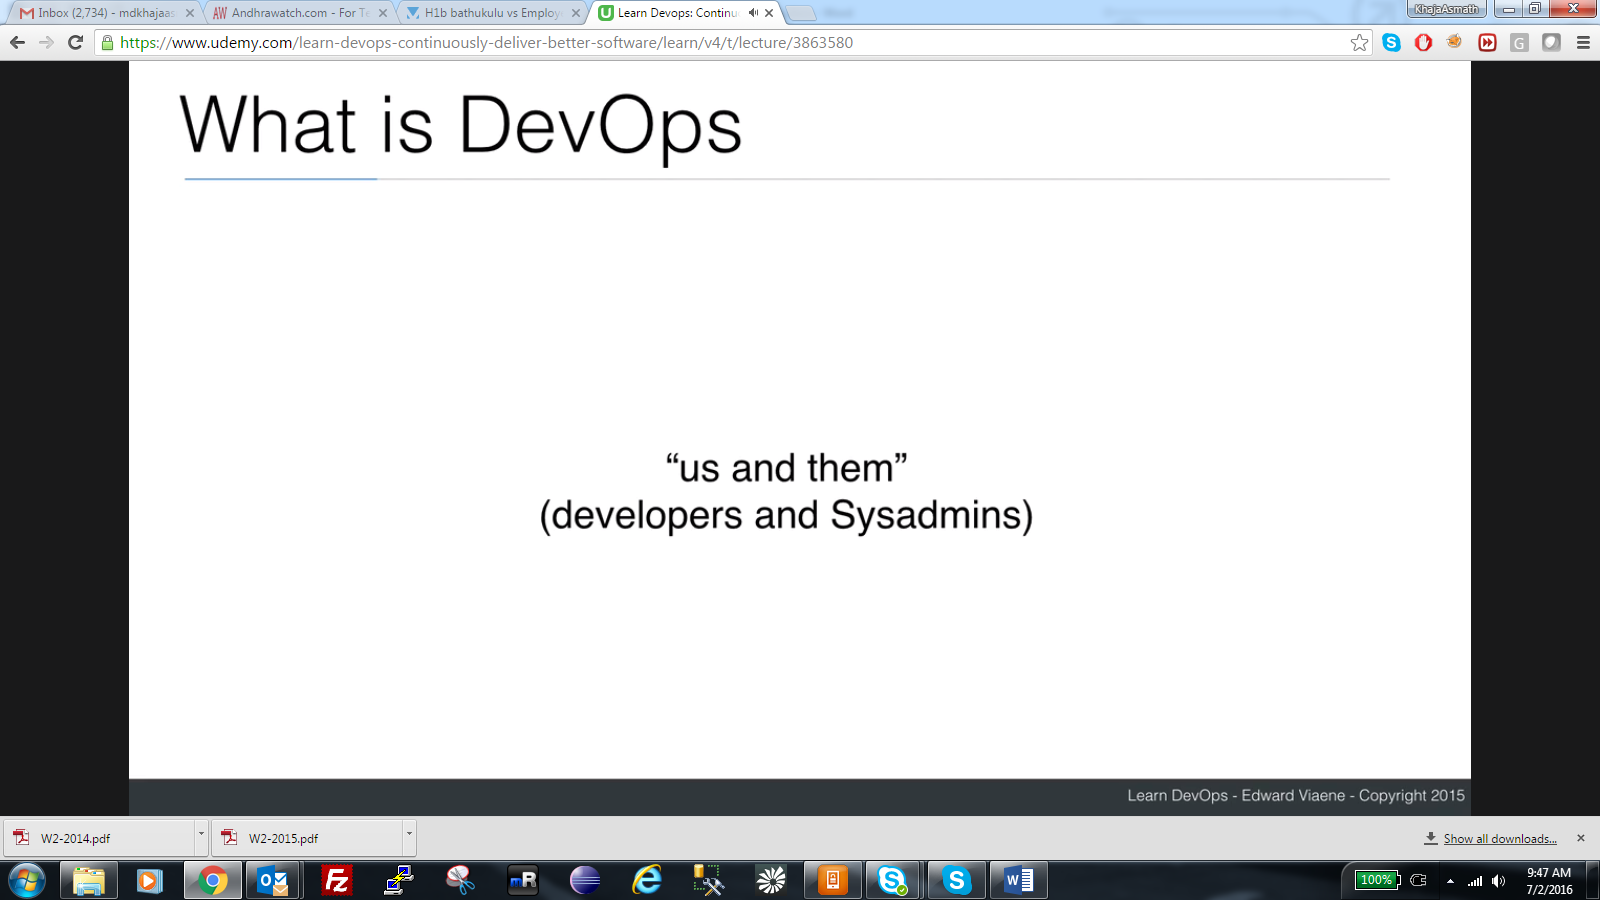 Inbox (2,734) - mdkhajaas
Andhrawatch.com - For Te
H1b bathukulu vs Employ
Learn Devops: Continu
KhajaAsmath
https://www.udemy.com/learn-devops-continuously-deliver-better-software/learn/v4/t/lecture/3863580
What is DevOps
“us and them”
(developers and Sysadmins)
Learn DevOps - Edward Viaene - Copyright 2015
W2-2014.pdf
W2-2015.pdf
Show all downloads...
mR
100%
9:47 AM
7/2/2016